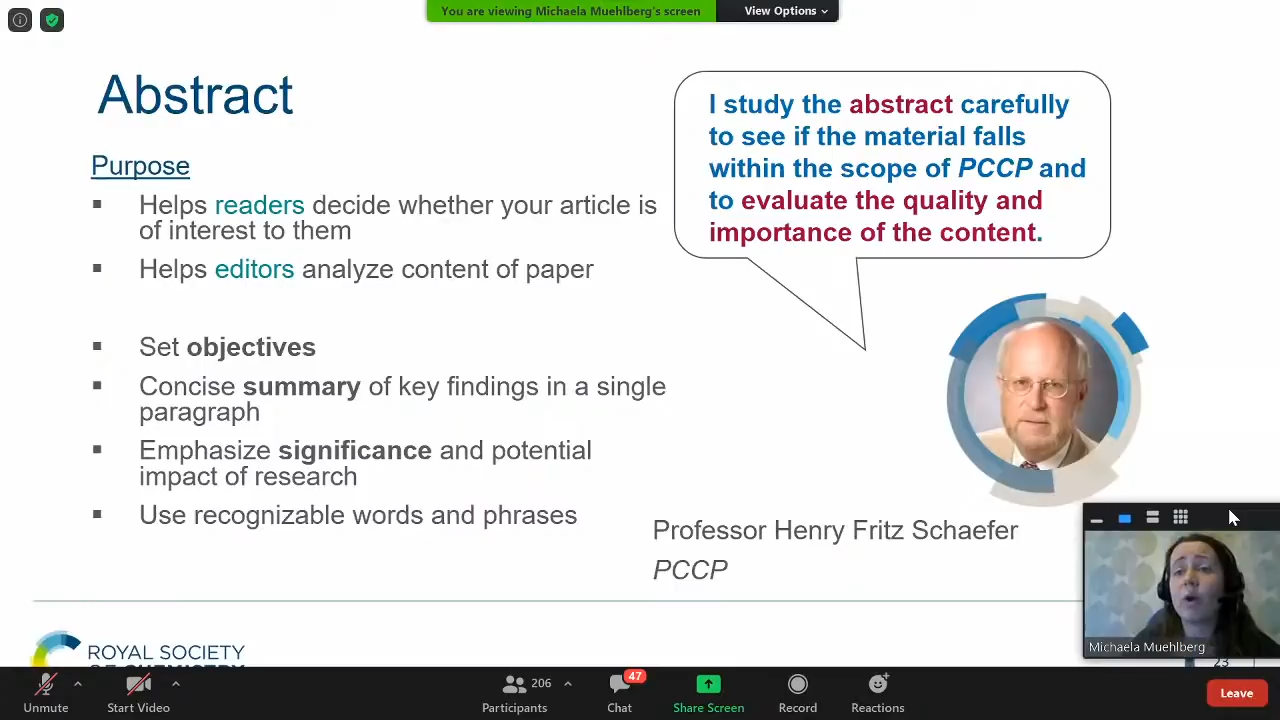 You are viewing Michaela Muehlberg's screen
View Options
Abstract
Purpose
▪ Helps readers decide whether your article is
of interest to them
▪ Helps editors analyze content of paper
▪ Set objectives
▪ Concise summary of key findings in a single
paragraph
▪ Emphasize significance and potential
impact of research
▪ Use recognizable words and phrases
I study the abstract carefully
to see if the material falls
within the scope of PCCP and
to evaluate the quality and
importance of the content.
Professor Henry Fritz Schaefer
PCCP
Michaela Muehlberg
ROYAL SOCIETY
OF CHEMISTRY
23
Unmute
Start Video
206
Participants
47
Chat
Share Screen
Record
Reactions
Leave